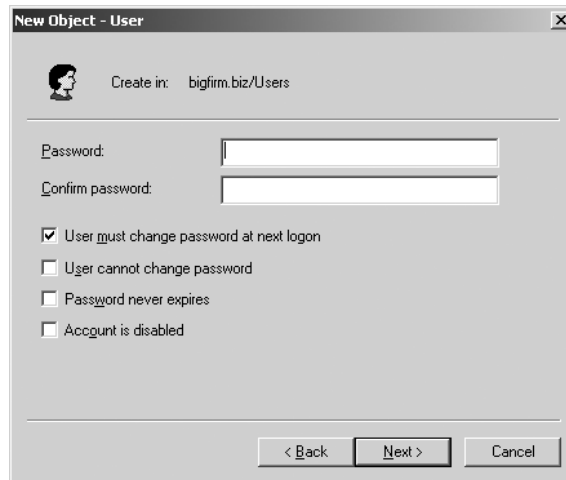 New Object - User
Create in: bigfirm.biz/Users
Password:
Confirm password:
User must change password at next logon
User cannot change password
Password never expires
Account is disabled
< Back Next > Cancel